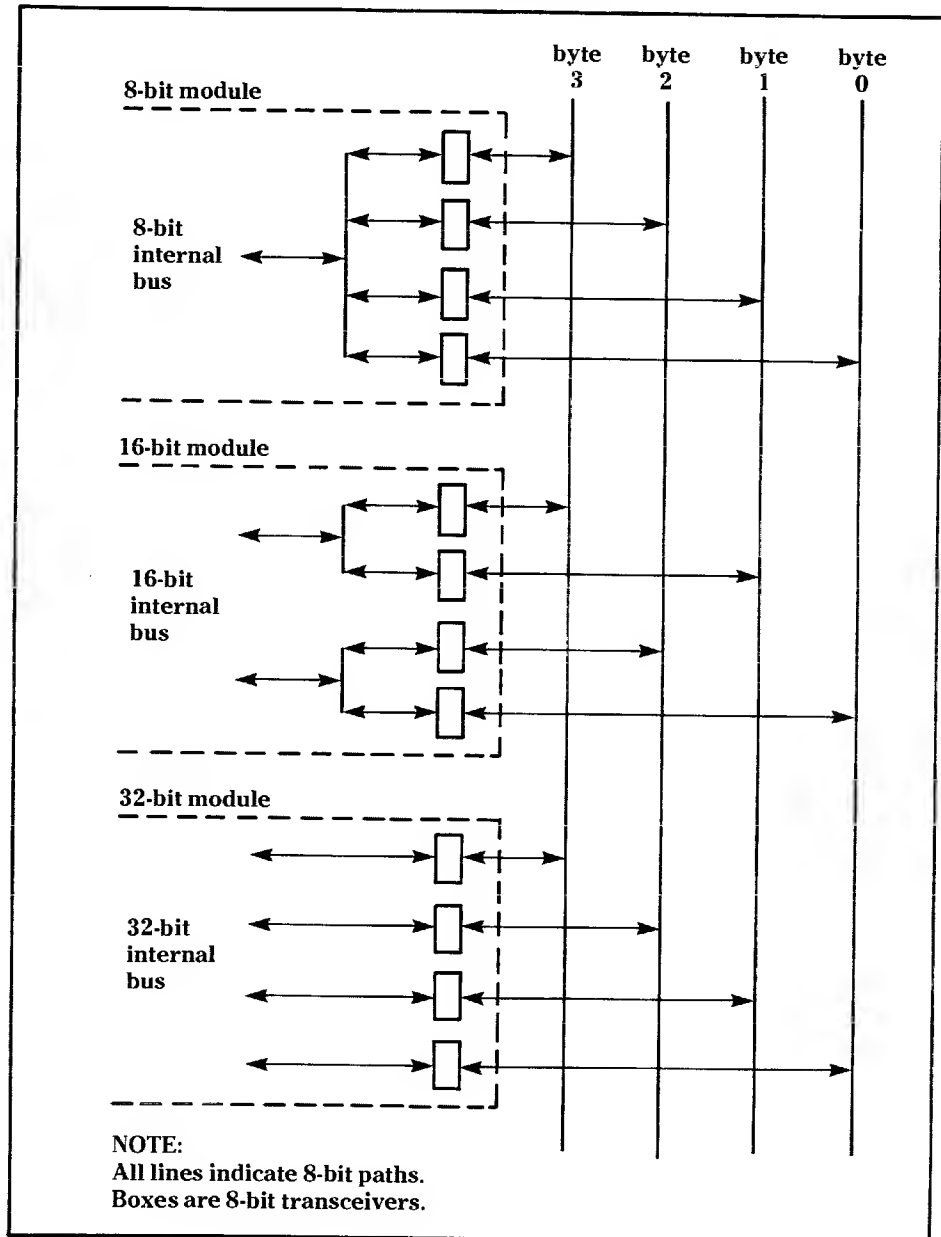 byte
3
byte
2
byte
1
byte
0
8-bit module
8-bit
internal
bus
16-bit module
16-bit
internal
bus
32-bit module
32-bit
internal
bus
NOTE:
All lines indicate 8-bit paths.
Boxes are 8-bit transceivers.